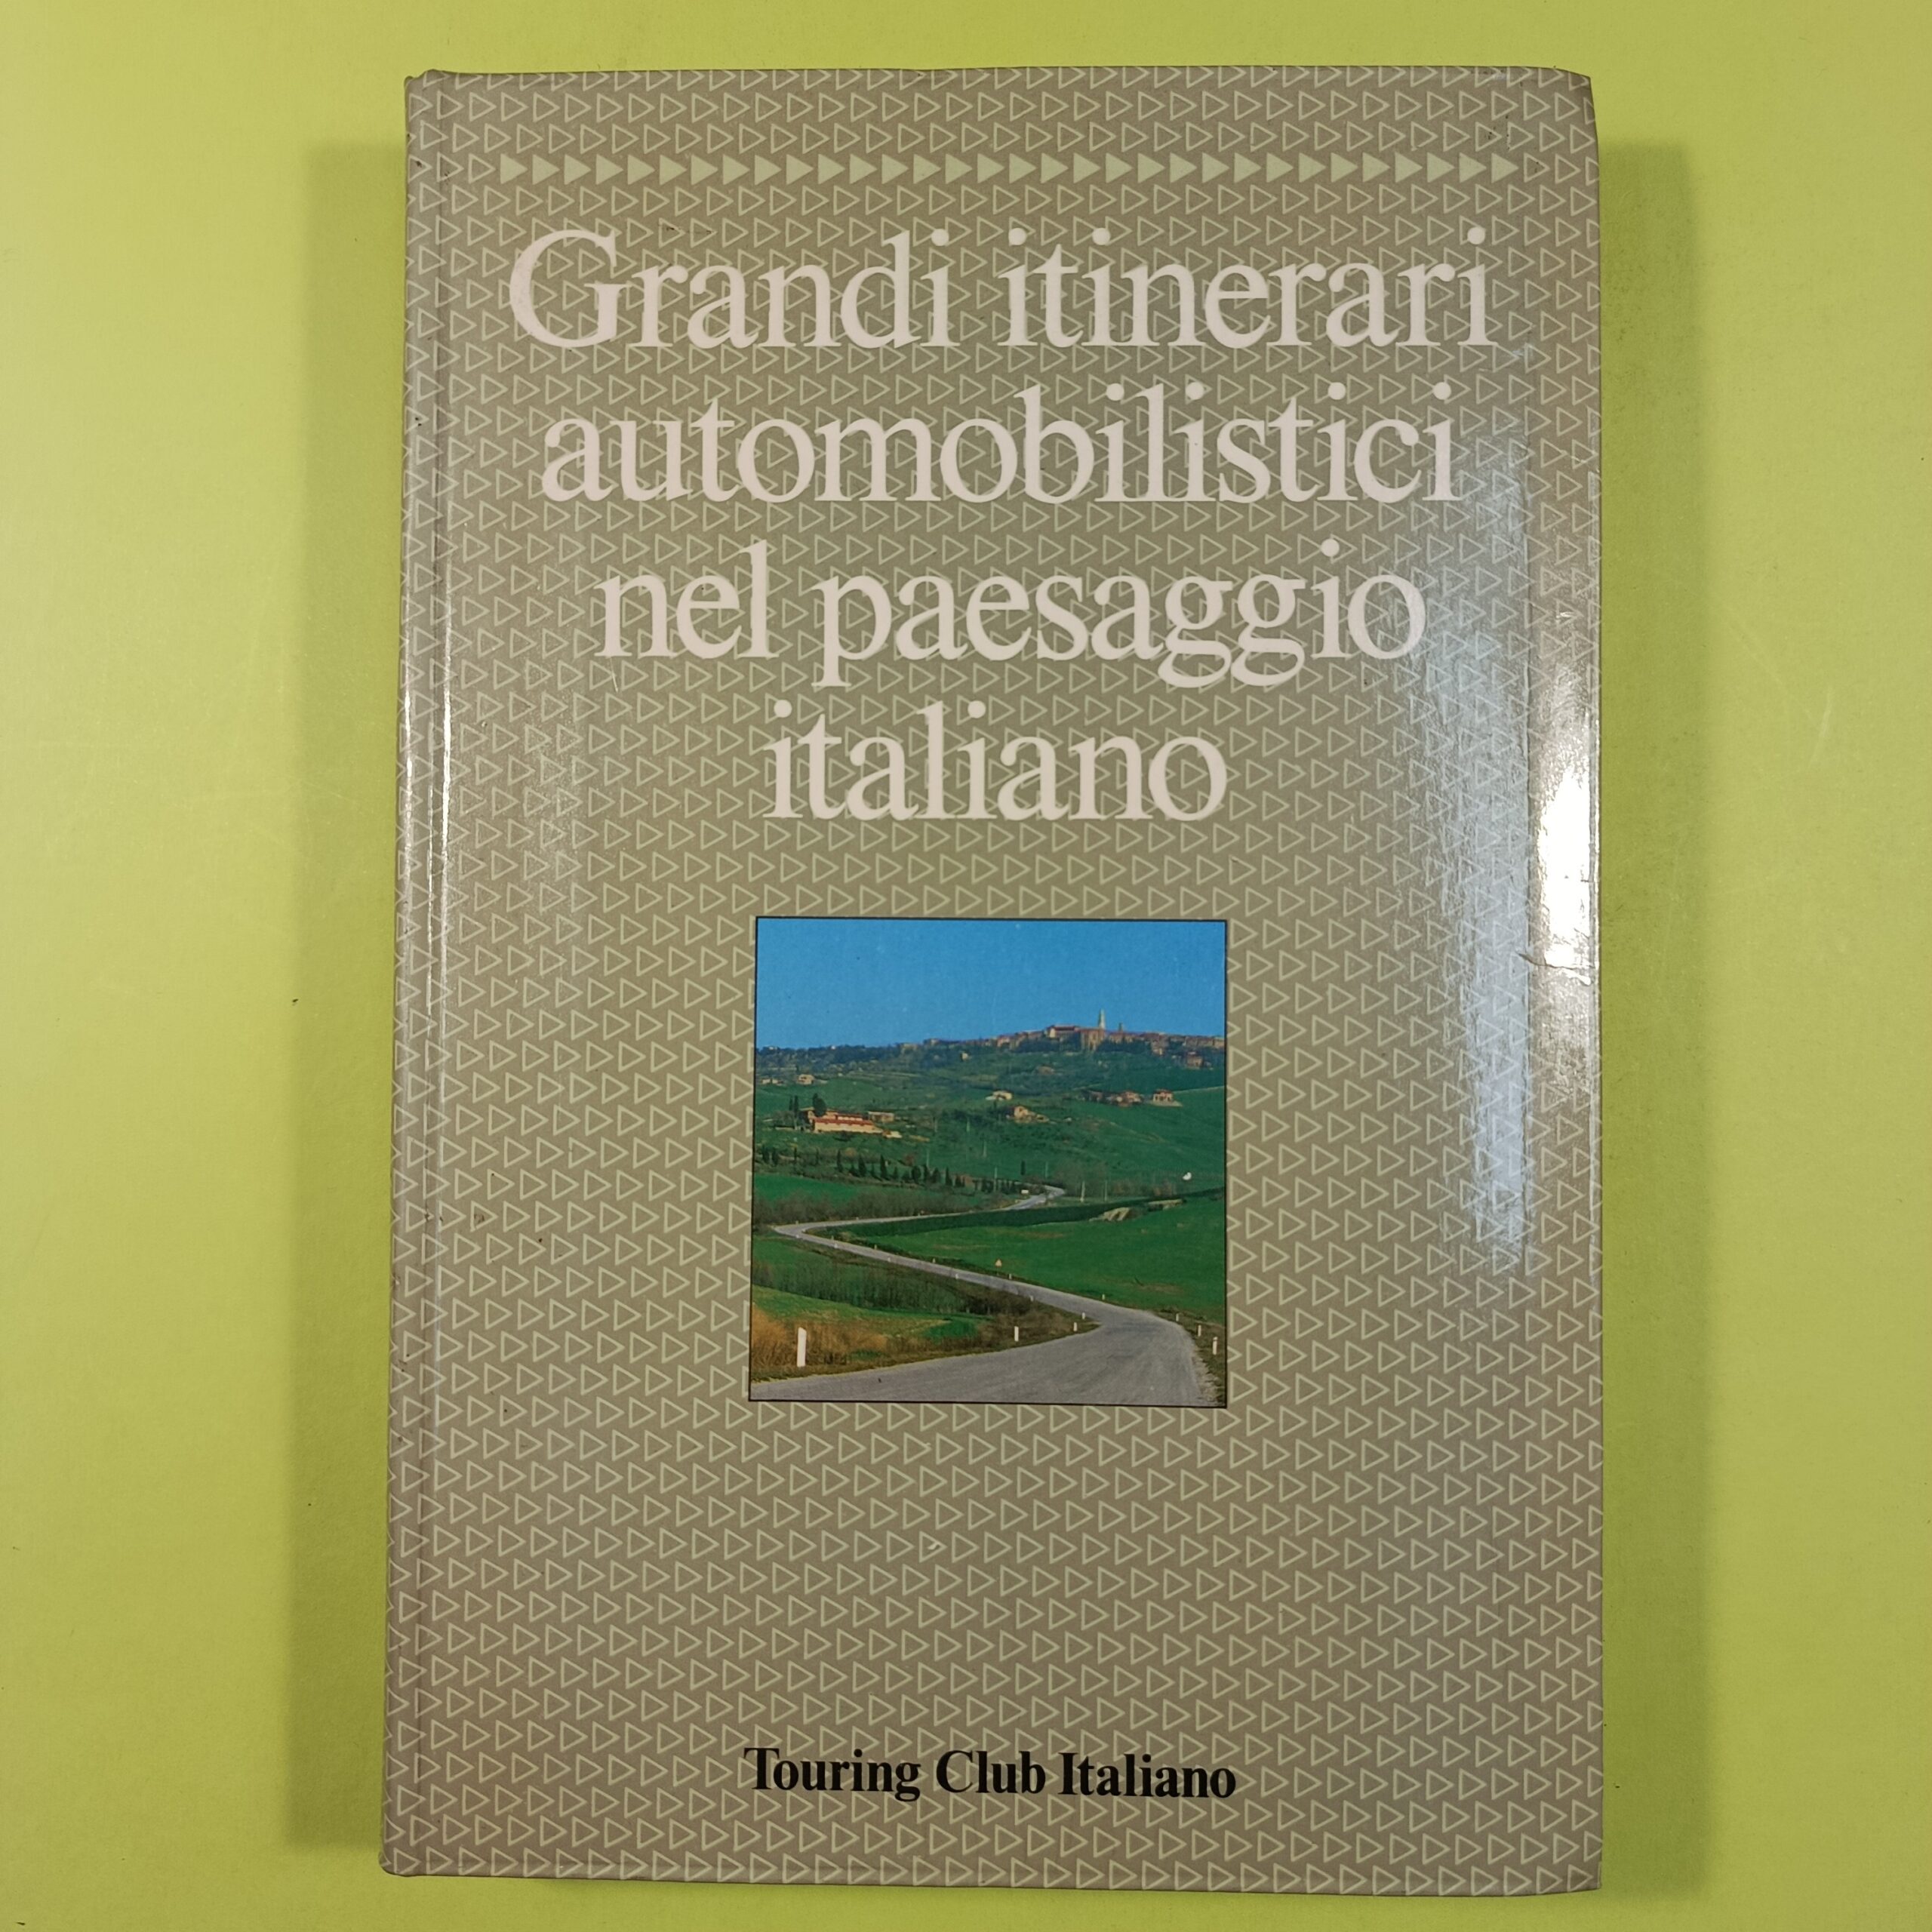 Grandi itinerari
automobilistici
nel paesaggio
italiano
Touring Club Italiano